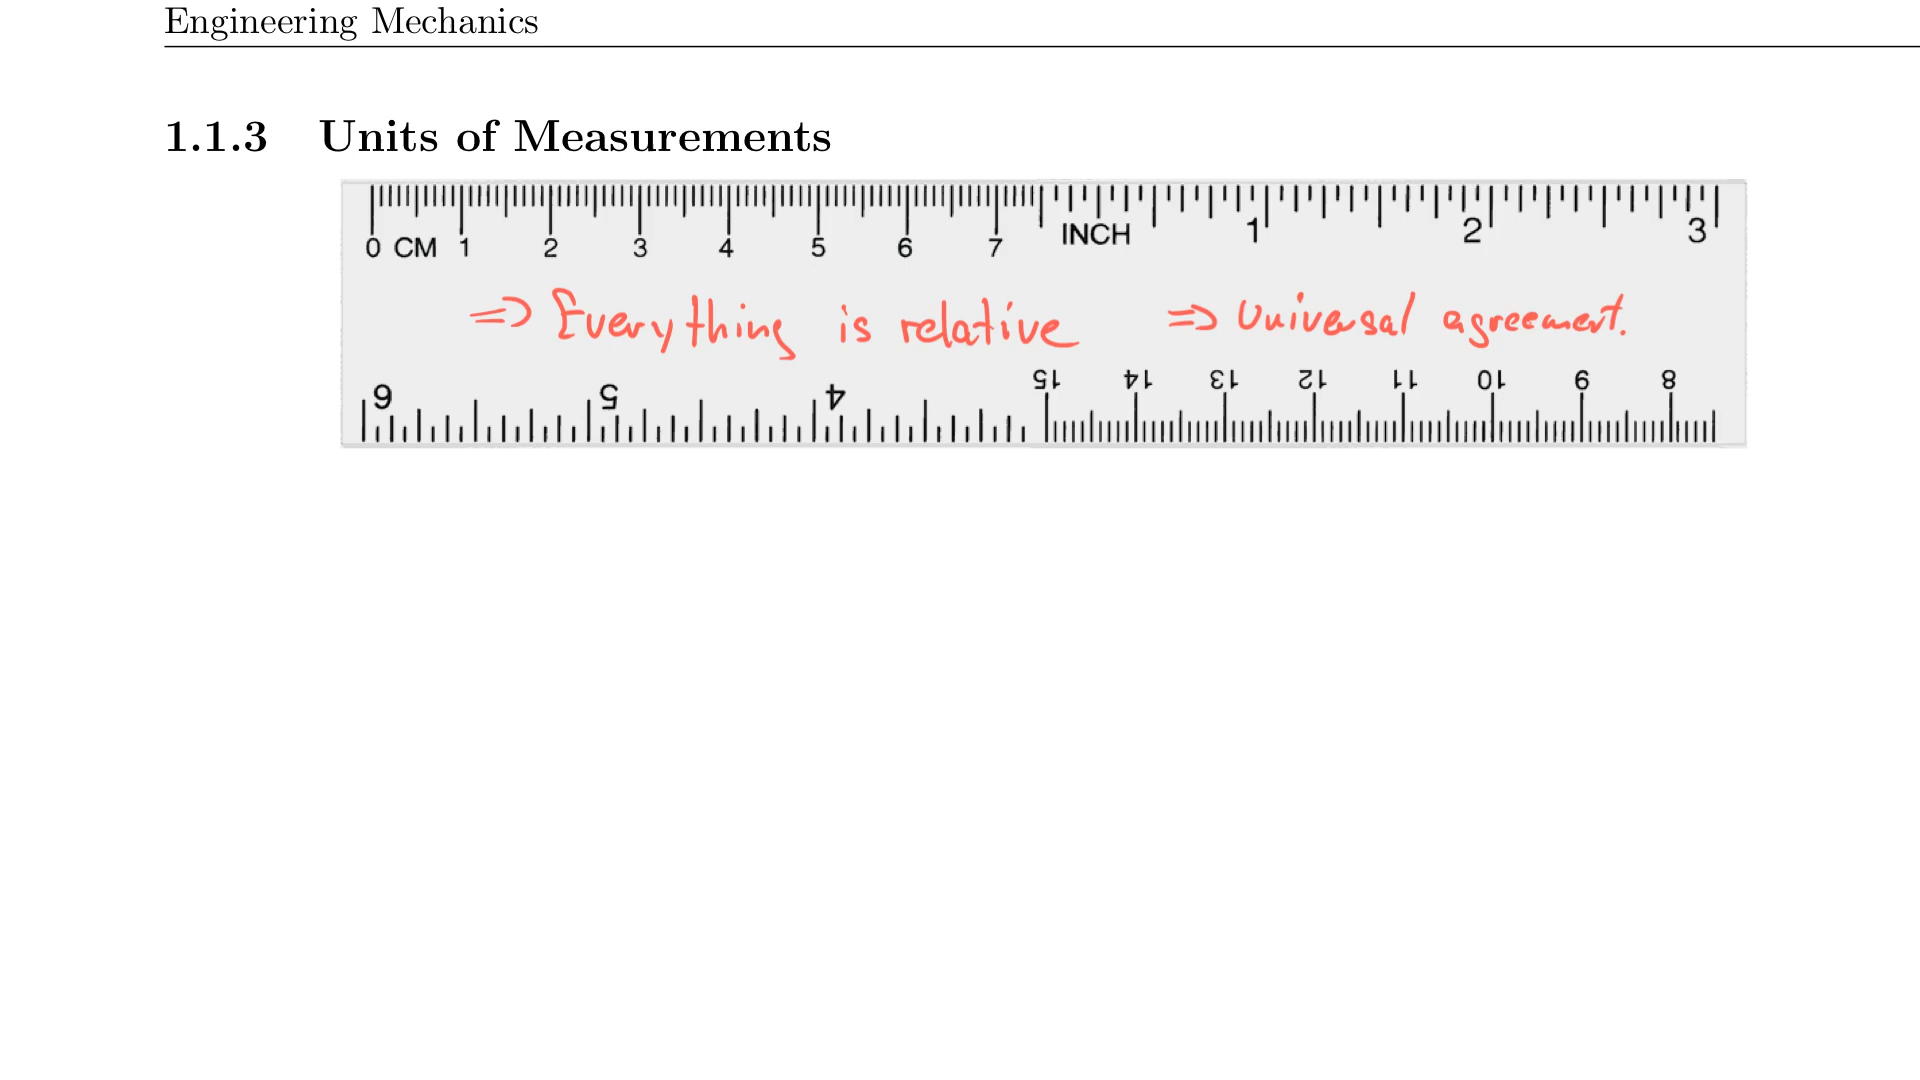 Engineering Mechanics
1.1.3 Units of Measurements
0 CM 1 2 3 4 5 6 7 INCH 1 2 3
=> Everything is relative => Universal agreement.
6 5 4 15 14 13 12 11 10 9 8